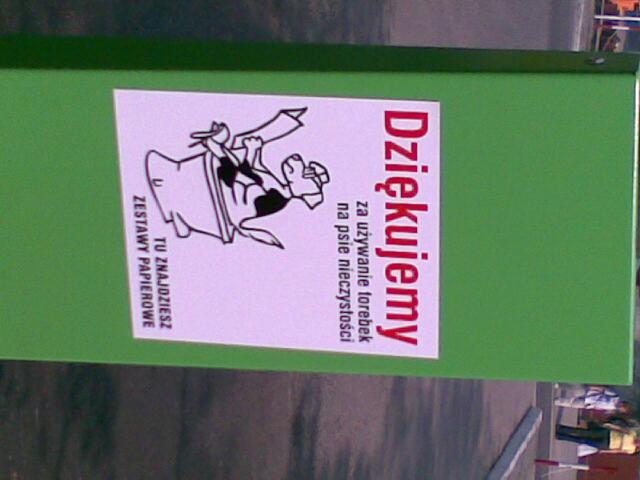 Dziękujemy
za używanie torebek
na psie nieczystości
TU ZNAJDZIESZ
ZESTAWY PAPIEROWE